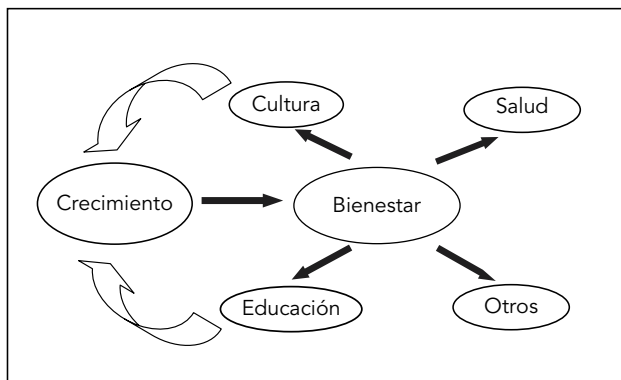 Cultura
Salud
Crecimiento
Bienestar
Educación
Otros